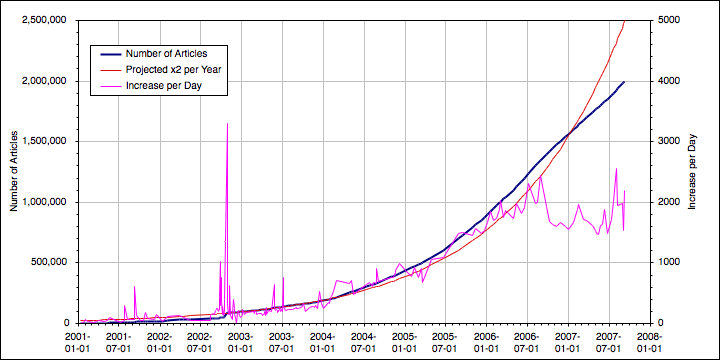 2,500,000
2,000,000
1,500,000
1,000,000
500,000
0
Number of Articles
5000
4000
3000
2000
1000
0
Increase per Day
Number of Articles
Projected x2 per Year
Increase per Day
2001- 2001- 2002- 2002- 2003- 2003- 2004- 2004- 2005- 2005- 2006- 2006- 2007- 2007- 2008-
01-01 07-01 01-01 07-01 01-01 07-01 01-01 07-01 01-01 07-01 01-01 07-01 01-01 07-01 01-01